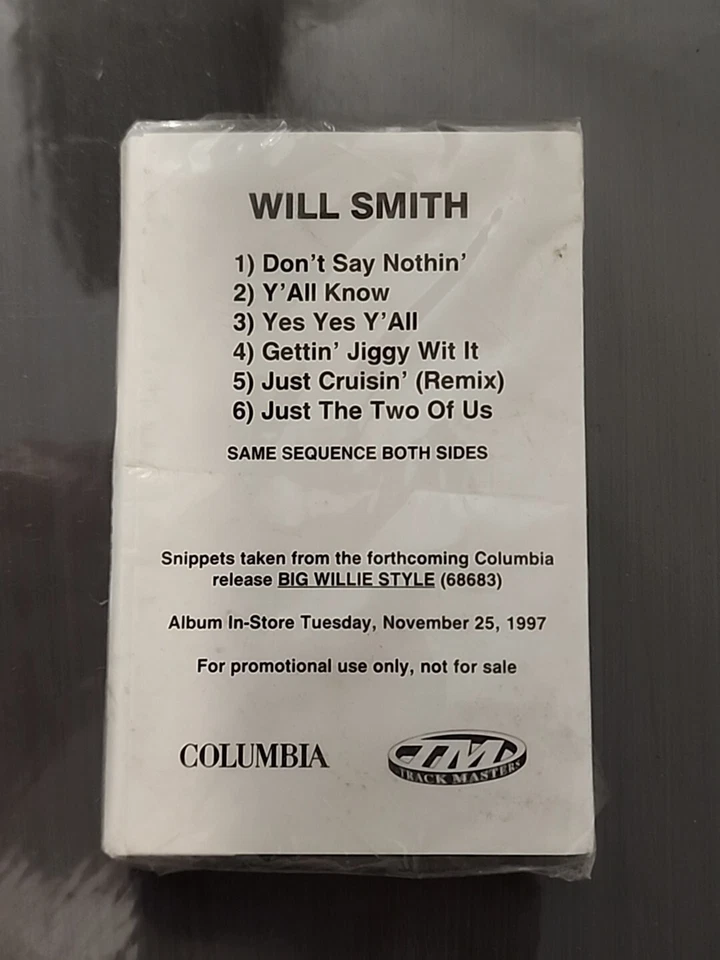 WILL SMITH
1) Don't Say Nothin'
2) Y'All Know
3) Yes Yes Y'All
4) Gettin' Jiggy Wit It
5) Just Cruisin' (Remix)
6) Just The Two Of Us
SAME SEQUENCE BOTH SIDES
Snippets taken from the forthcoming Columbia
release BIG WILLIE STYLE (68683)
Album In-Store Tuesday, November 25, 1997
For promotional use only, not for sale
COLUMBIA
TM
TRACK MASTERS